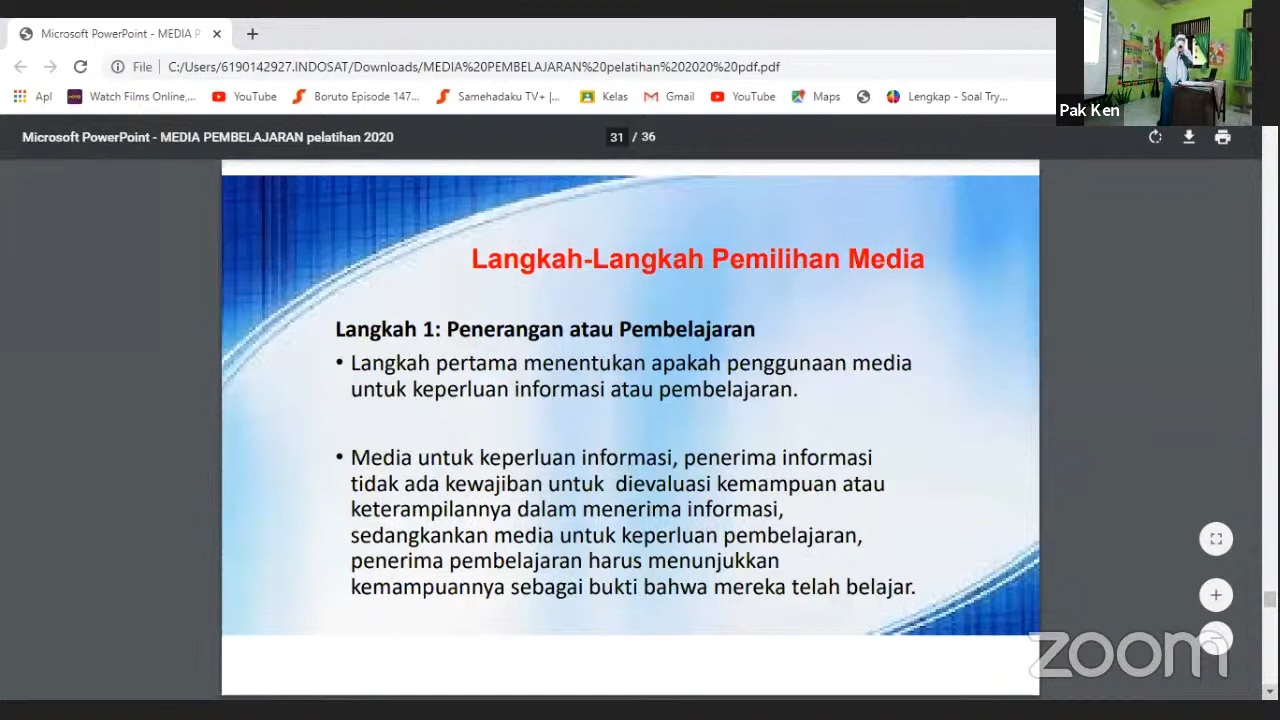 Microsoft PowerPoint - MEDIA P
File
C:/Users/6190142927.INDOSAT/Downloads/MEDIA%20PEMBELAJARAN%20pelatihan%202020%20pdf.pdf
Apl
Watch Films Online,...
YouTube
Boruto Episode 147...
Samehadaku TV+ |...
Kelas
Gmail
YouTube
Maps
Lengkap - Soal Try...
Pak Ken
Microsoft PowerPoint - MEDIA PEMBELAJARAN pelatihan 2020
31 / 36
Langkah-Langkah Pemilihan Media
Langkah 1: Penerangan atau Pembelajaran
• Langkah pertama menentukan apakah penggunaan media
untuk keperluan informasi atau pembelajaran.
• Media untuk keperluan informasi, penerima informasi
tidak ada kewajiban untuk  dievaluasi kemampuan atau
keterampilannya dalam menerima informasi,
sedangkankan media untuk keperluan pembelajaran,
penerima pembelajaran harus menunjukkan
kemampuannya sebagai bukti bahwa mereka telah belajar.
zoom